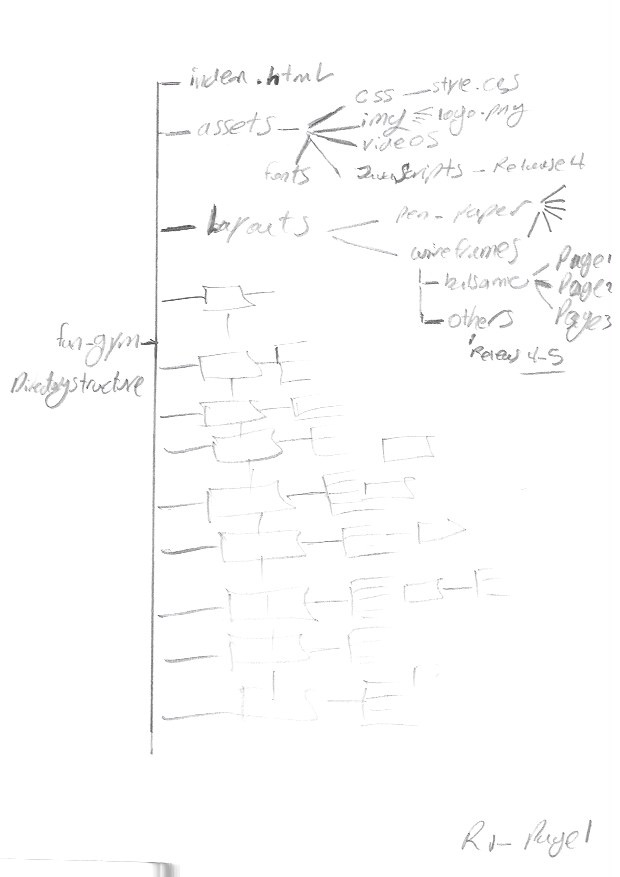 index.html
css — style.css
assets — img logo.png
videos
fonts Javascripts - Release 4
Layouts pen-paper
wireframes
balsamic Page1
Page2
others Page3
fun-gym
Directory structure
Release 4-5
R1- Page 1